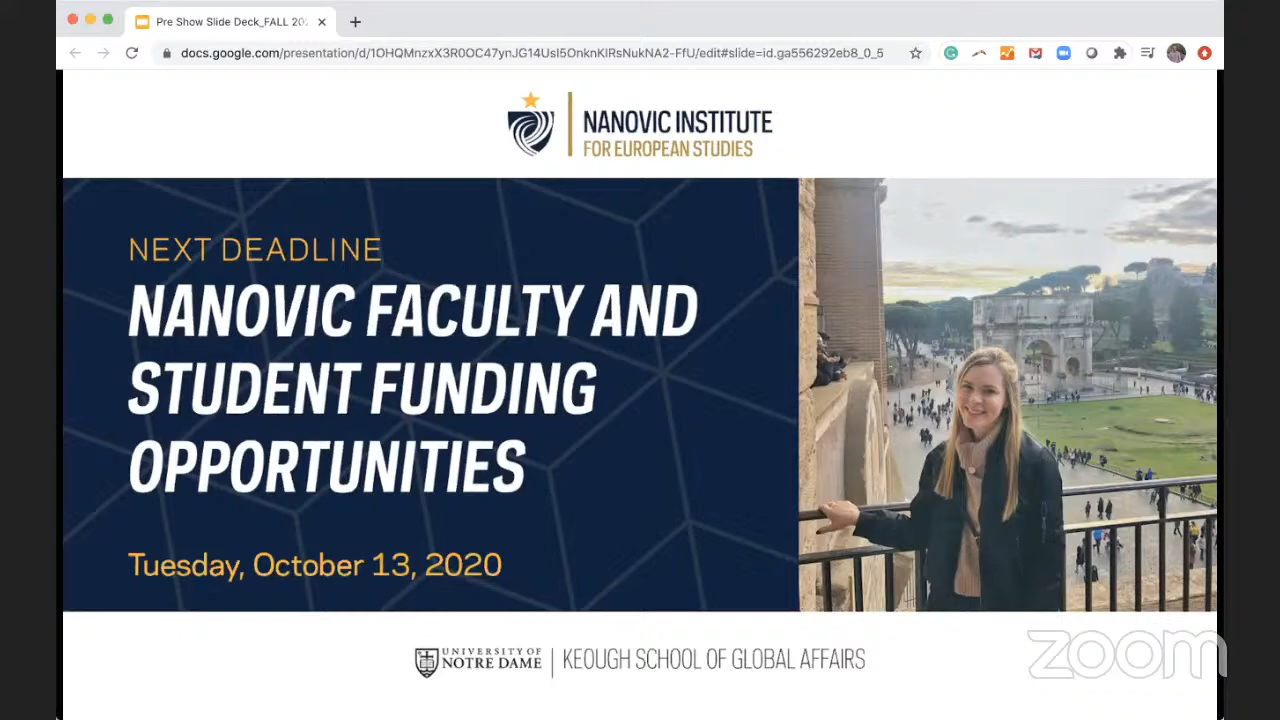 Pre Show Slide Deck_FALL 202
docs.google.com/presentation/d/1OHQMnzxX3R0OC47ynJG14UsI5OnknKlRsNukNA2-FfU/edit#slide=id.ga556292eb8_0_5
NANOVIC INSTITUTE
FOR EUROPEAN STUDIES
NEXT DEADLINE
NANOVIC FACULTY AND
STUDENT FUNDING
OPPORTUNITIES
Tuesday, October 13, 2020
UNIVERSITY OF
NOTRE DAME
KEOUGH SCHOOL OF GLOBAL AFFAIRS
zoom